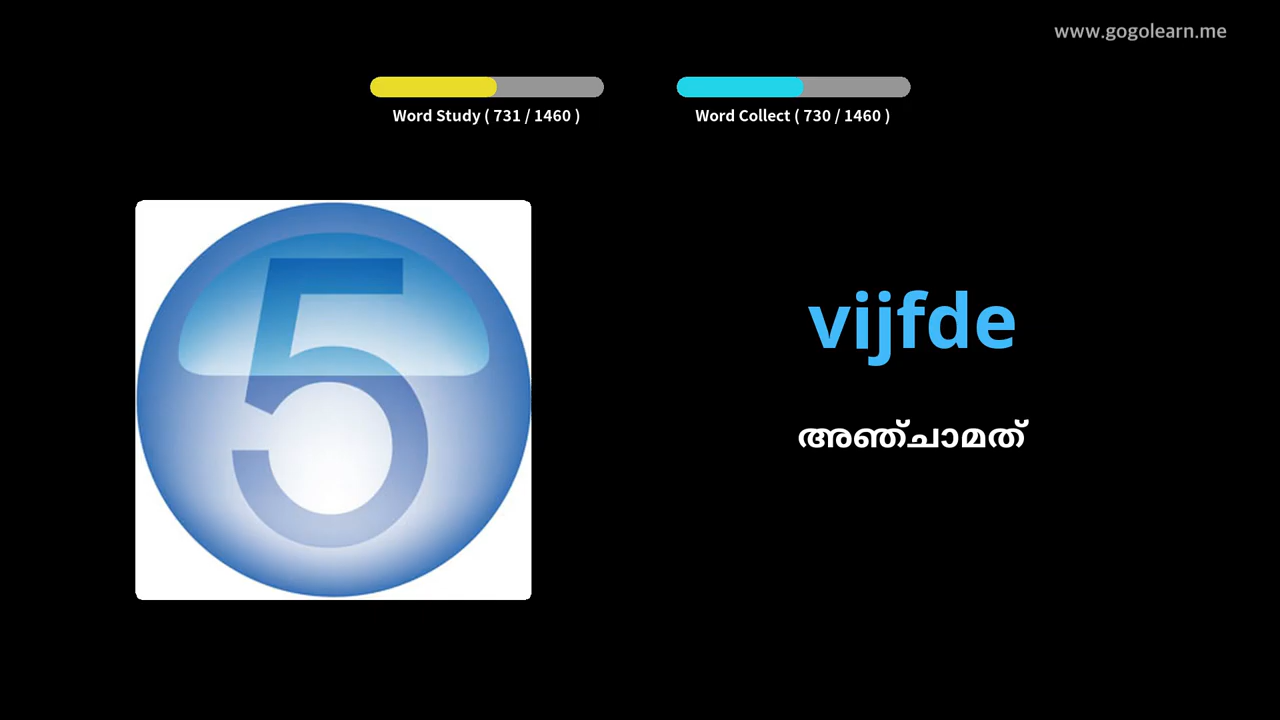 www.gogolearn.me
Word Study ( 731 / 1460 )
Word Collect ( 730 / 1460 )
5
vijfde
അഞ്ചാമത്